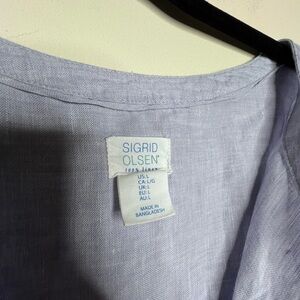 SIGRID
OLSEN
100% linen
US:L
CA:L/G
UK:L
EU:L
AU:L
MADE IN
BANGLADESH